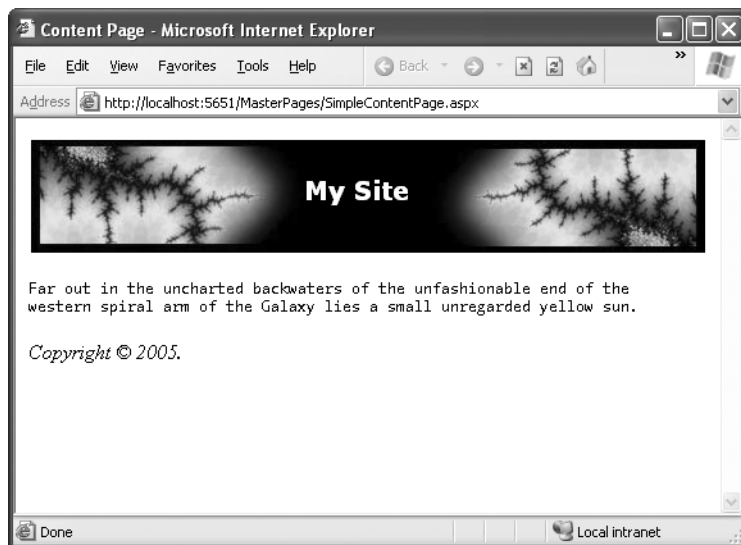 Content Page - Microsoft Internet Explorer
File Edit View Favorites Tools Help Back »
Address http://localhost:5651/MasterPages/SimpleContentPage.aspx
My Site
Far out in the uncharted backwaters of the unfashionable end of the
western spiral arm of the Galaxy lies a small unregarded yellow sun.
Copyright © 2005.
Done Local intranet